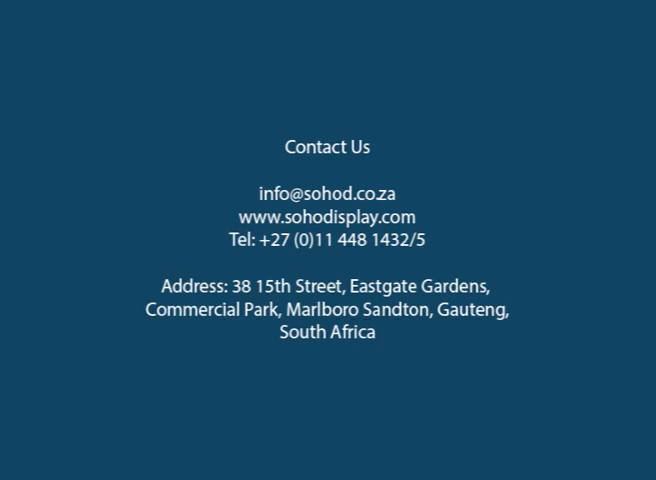 Contact Us
info@sohod.co.za
www.sohodisplay.com
Tel: +27 (0)11 448 1432/5
Address: 38 15th Street, Eastgate Gardens,
Commercial Park, Marlboro Sandton, Gauteng,
South Africa